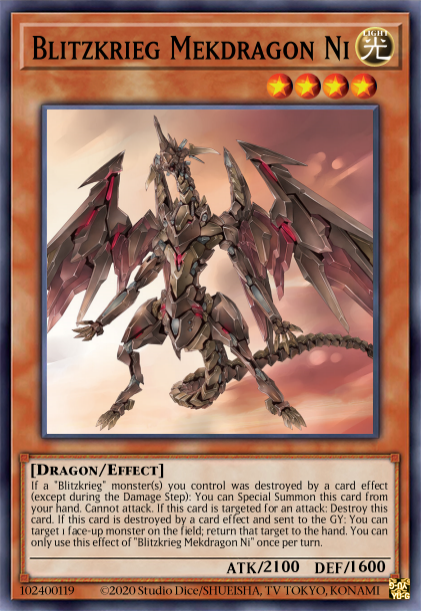 BLITZKRIEG MEKDRAGON NI
LIGHT
光
[DRAGON/EFFECT]
If a "Blitzkrieg" monster(s) you control was destroyed by a card effect
(except during the Damage Step): You can Special Summon this card from
your hand. Cannot attack. If this card is targeted for an attack: Destroy this
card. If this card is destroyed by a card effect and sent to the GY: You can
target 1 face-up monster on the field; return that target to the hand. You can
only use this effect of "Blitzkrieg Mekdragon Ni" once per turn.
ATK/2100 DEF/1600
102400119 ©2020 Studio Dice/SHUEISHA, TV TOKYO, KONAMI